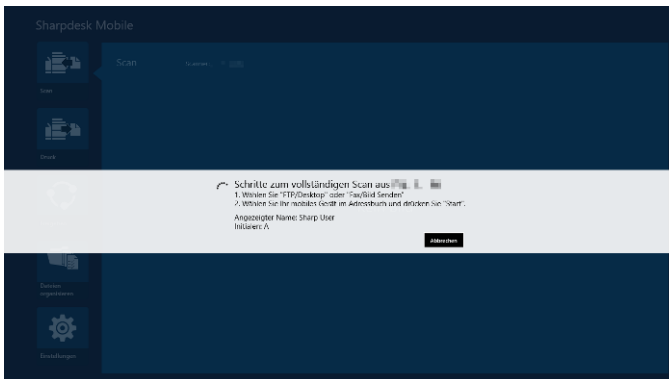 Sharpdesk Mobile
Scan
Scan
Druck
Schritte zum vollständigen Scan aus
1. Wählen Sie "FTP/Desktop" oder "Fax/Bild Senden"
2. Wählen Sie Ihr mobiles Gerät im Adressbuch und drücken Sie "Start".
Angezeigter Name: Sharp User
Initialen: A
Abbrechen
Dateien
organisieren
Einstellungen